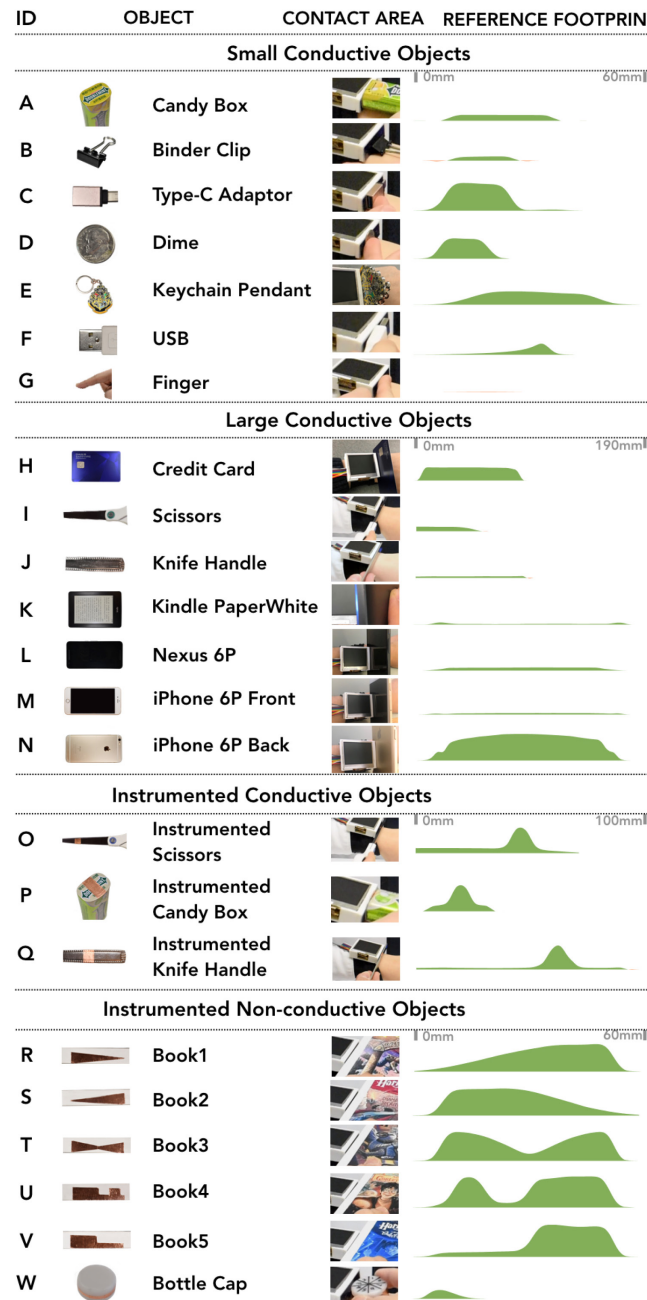 ID OBJECT CONTACT AREA REFERENCE FOOTPRIN
Small Conductive Objects
0mm 60mm
A Candy Box
B Binder Clip
C Type-C Adaptor
D Dime
E Keychain Pendant
F USB
G Finger
Large Conductive Objects
0mm 190mm
H Credit Card
I Scissors
J Knife Handle
K Kindle PaperWhite
L Nexus 6P
M iPhone 6P Front
N iPhone 6P Back
Instrumented Conductive Objects
0mm 100mm
O Instrumented
Scissors
P Instrumented
Candy Box
Q Instrumented
Knife Handle
Instrumented Non-conductive Objects
0mm 60mm
R Book1
S Book2
T Book3
U Book4
V Book5
W Bottle Cap